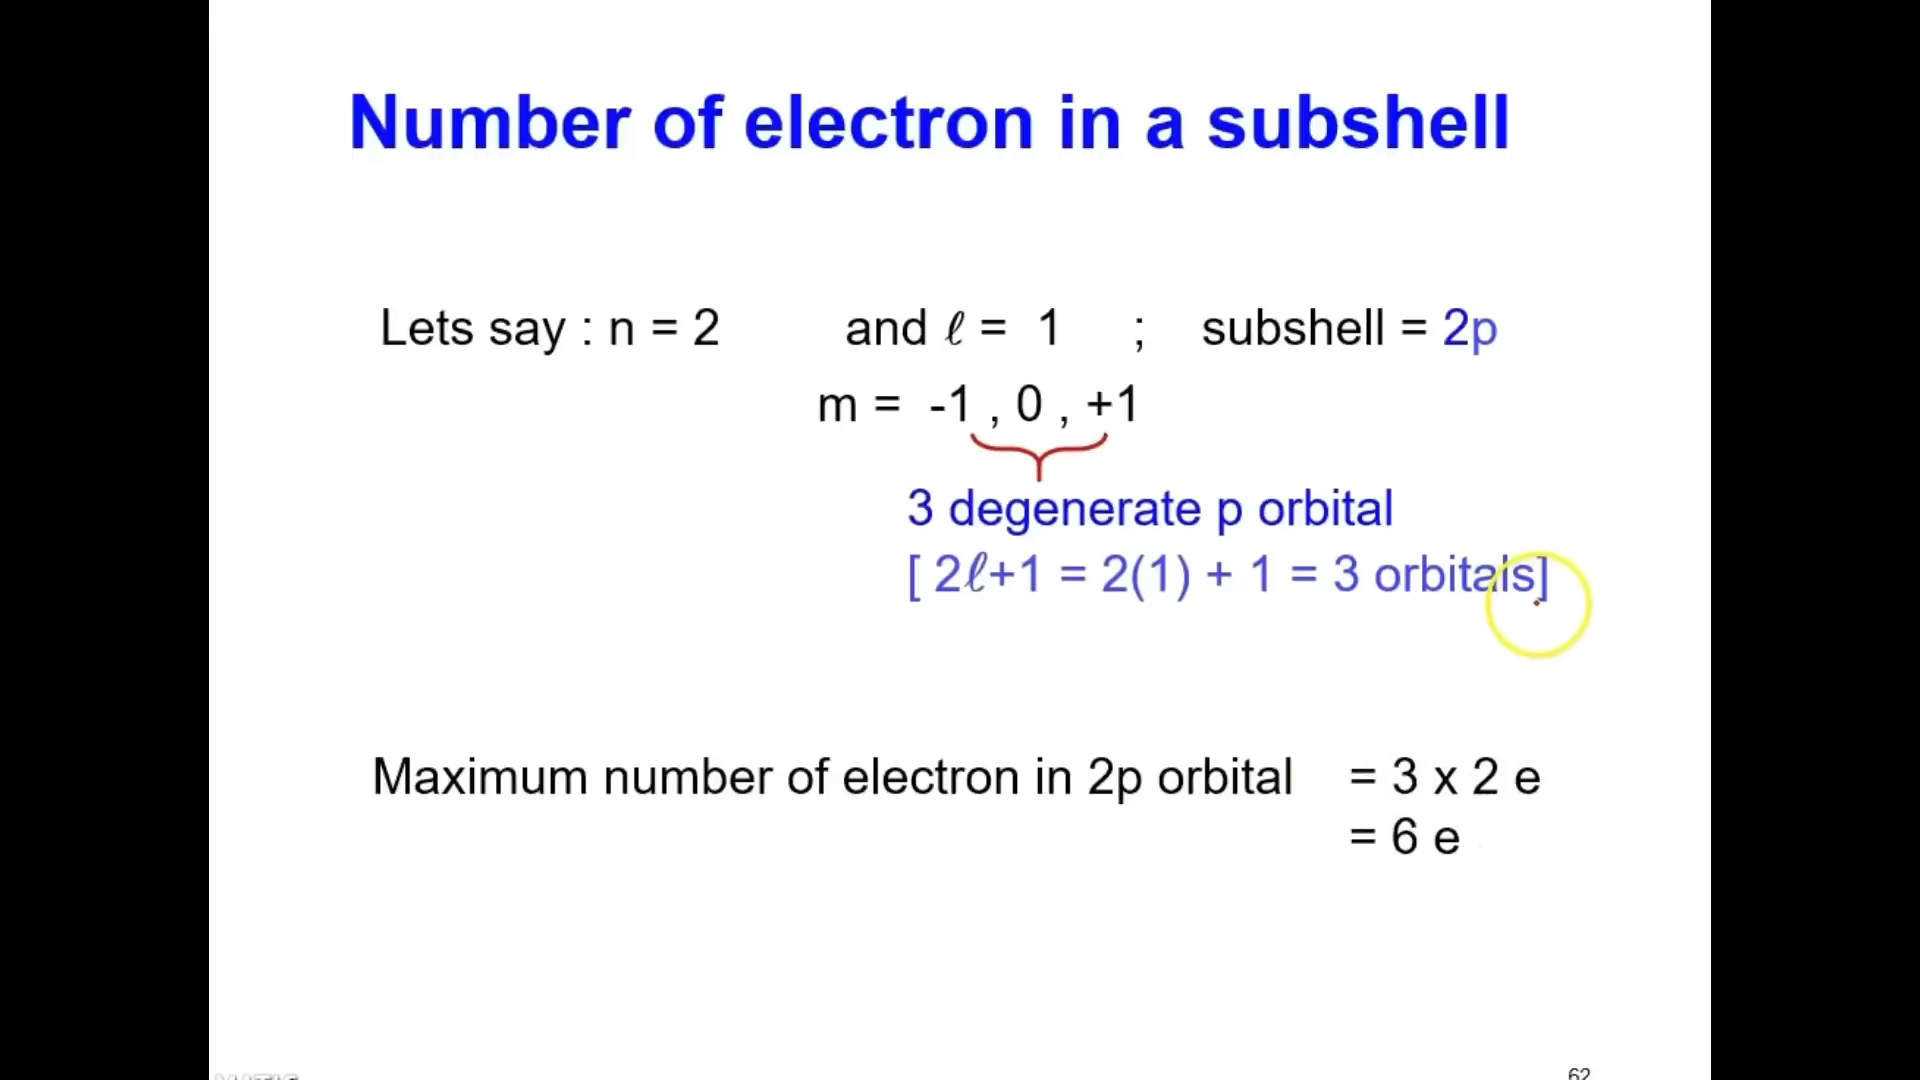 Number of electron in a subshell
Lets say : n = 2 and ℓ = 1 ; subshell = 2p
m = -1 , 0 , +1
3 degenerate p orbital
[ 2ℓ+1 = 2(1) + 1 = 3 orbitals]
Maximum number of electron in 2p orbital = 3 x 2 e
= 6 e
62